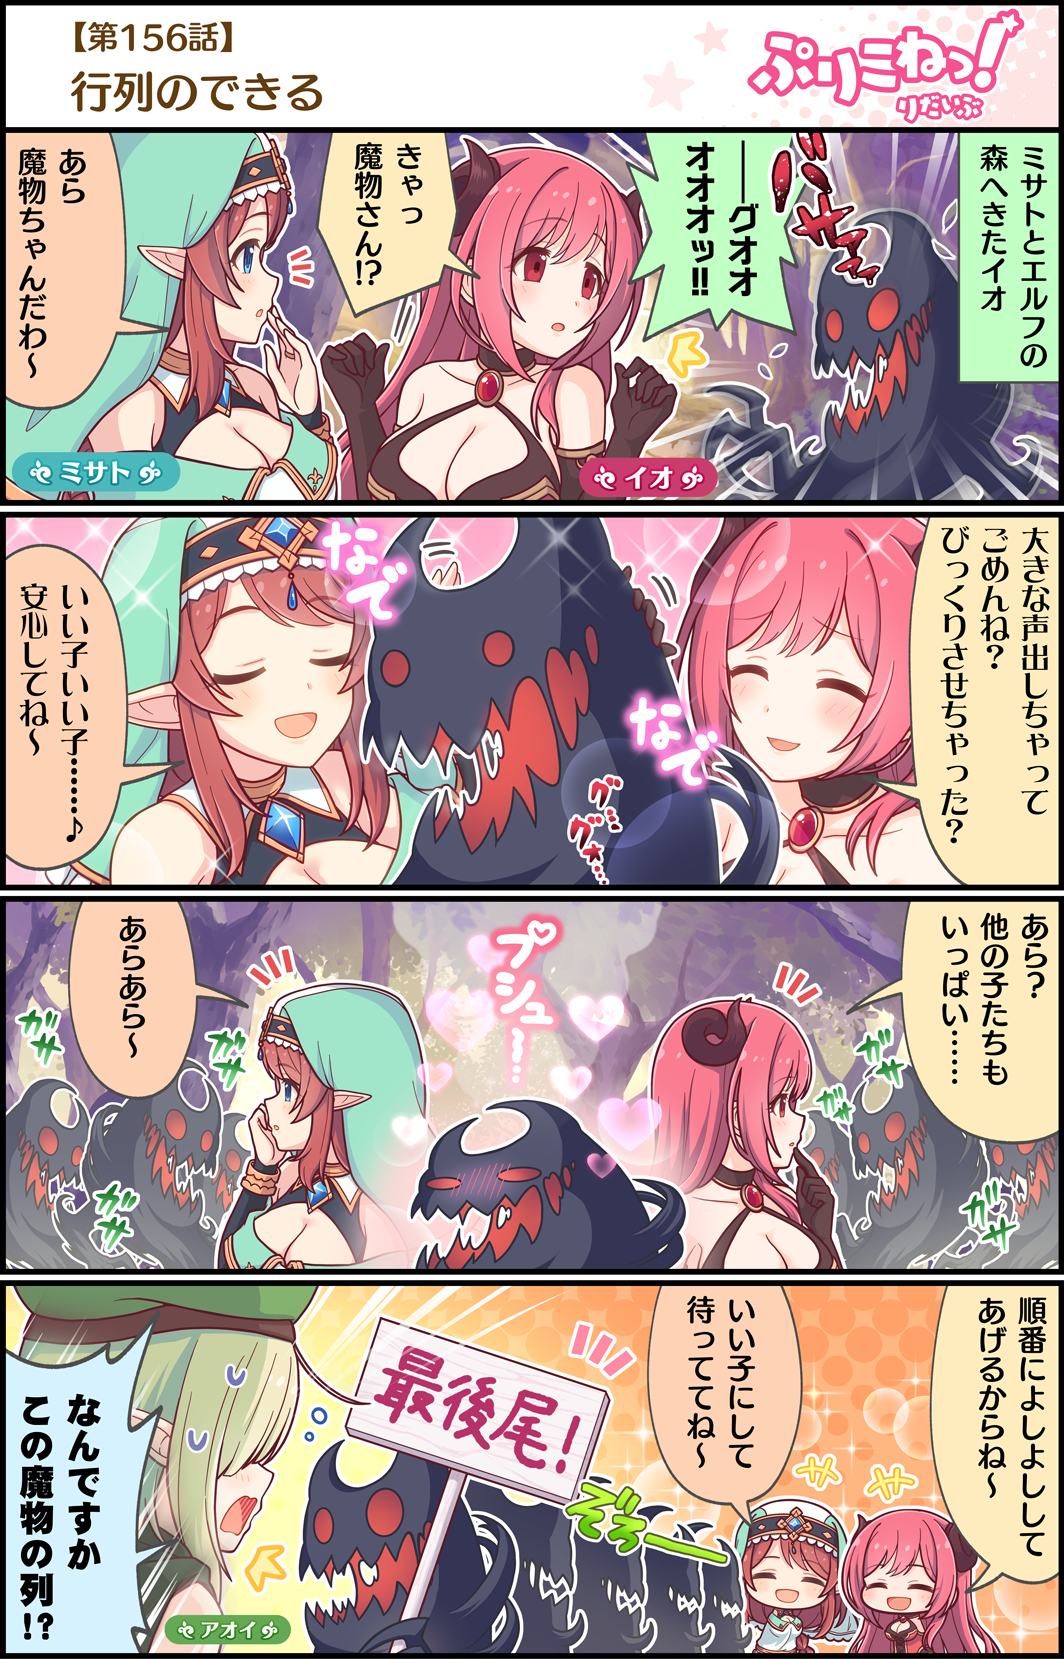 【第156話】
行列のできる
ぷりこねっ!
りだいぶ
ミサトとエルフの
森へきたイオ
ガサッ
――グオオ
オオオッ!!
きゃっ
魔物さん!?
あら
魔物ちゃんだわ～
イオ
ミサト
大きな声出しちゃって
ごめんね?
びっくりさせちゃった?
なで
なで
グ…
グォ…
いい子いい子……♪
安心してね～
あら?
他の子たちも
いっぱい……
プシュ～…
あらあら～
ガサ
ガサ
ガサ
ガサ
ガサ
ガサ
順番によしよしして
あげるからね～
いい子にして
待っててね～
最後尾!
ぞろー
なんですか
この魔物の列!?
アオイ